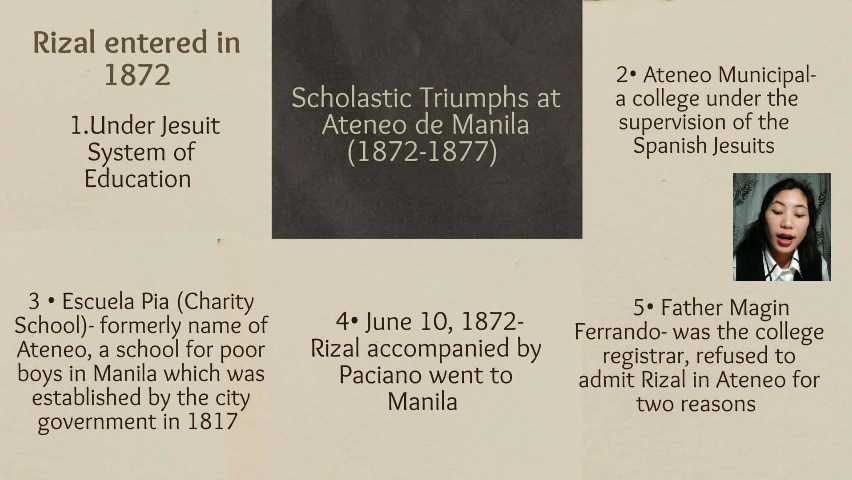 Rizal entered in
1872
1.Under Jesuit
System of
Education
Scholastic Triumphs at
Ateneo de Manila
(1872-1877)
2• Ateneo Municipal-
a college under the
supervision of the
Spanish Jesuits
3 • Escuela Pia (Charity
School)- formerly name of
Ateneo, a school for poor
boys in Manila which was
established by the city
government in 1817
4• June 10, 1872-
Rizal accompanied by
Paciano went to
Manila
5• Father Magin
Ferrando- was the college
registrar, refused to
admit Rizal in Ateneo for
two reasons